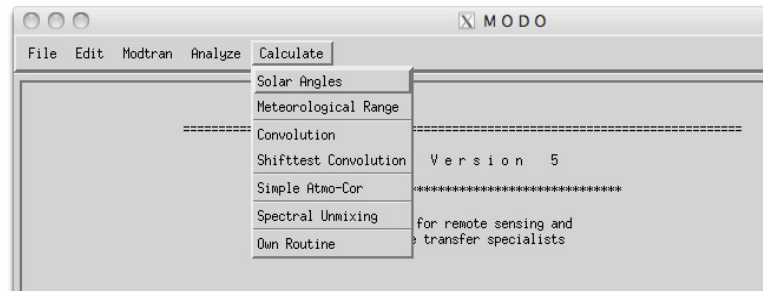 X M O D O
File Edit Modtran Analyze Calculate
Solar Angles
Meteorological Range
Convolution
Shifttest Convolution
Simple Atmo-Cor
Spectral Unmixing
Own Routine
==========
V e r s i o n 5
******************************
for remote sensing and
transfer specialists